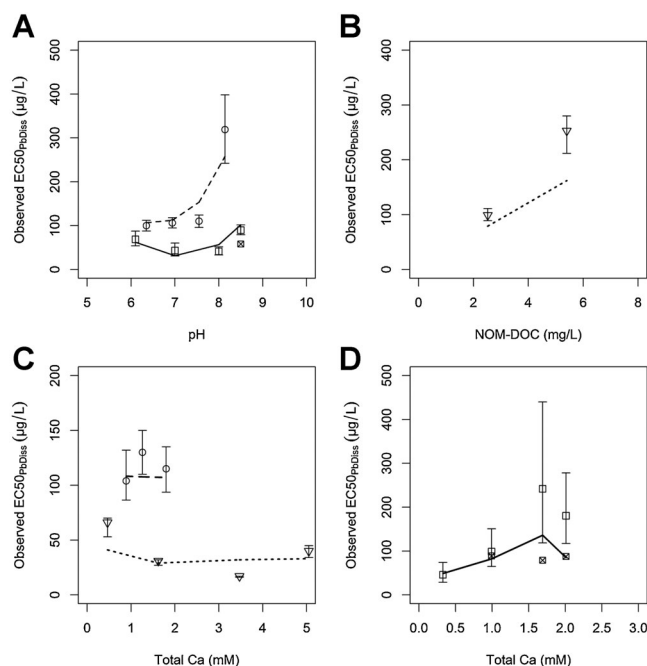 A
Observed EC50PbDiss (µg/L)
500
400
300
200
100
0
5 6 7 8 9 10
pH
B
Observed EC50PbDiss (µg/L)
400
300
200
100
0
0 2 4 6 8
NOM-DOC (mg/L)
C
Observed EC50PbDiss (µg/L)
200
150
100
50
0
0 1 2 3 4 5
Total Ca (mM)
D
Observed EC50PbDiss (µg/L)
500
400
300
200
100
0
0.0 0.5 1.0 1.5 2.0 2.5 3.0
Total Ca (mM)